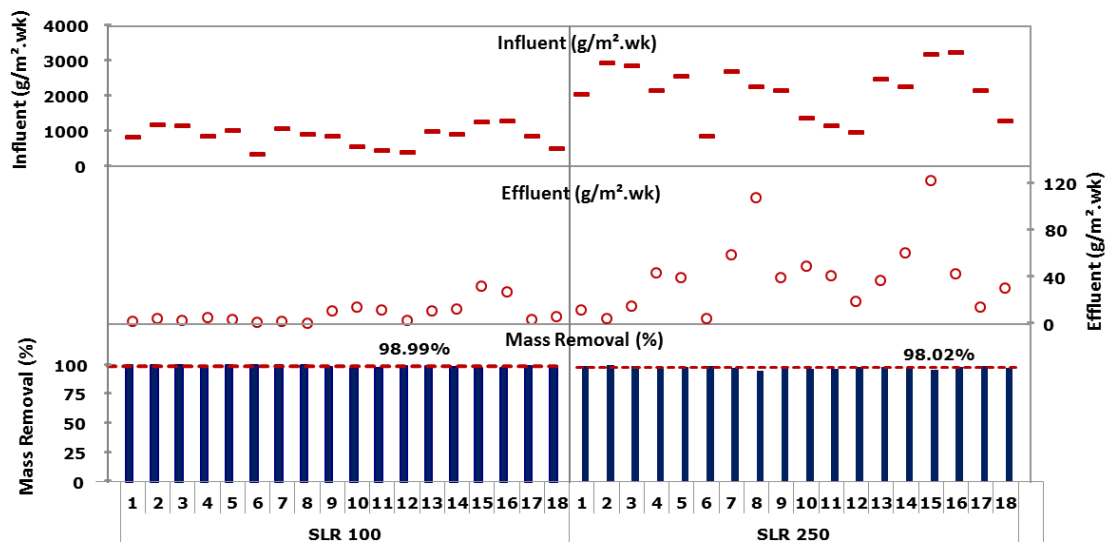 4000
3000
2000
1000
0
Influent (g/m².wk)
Influent (g/m².wk)
Effluent (g/m².wk)
120
80
40
0
Effluent (g/m².wk)
Mass Removal (%)
98.99%
98.02%
100
75
50
25
0
Mass Removal (%)
1 2 3 4 5 6 7 8 9 10 11 12 13 14 15 16 17 18 1 2 3 4 5 6 7 8 9 10 11 12 13 14 15 16 17 18
SLR 100 SLR 250